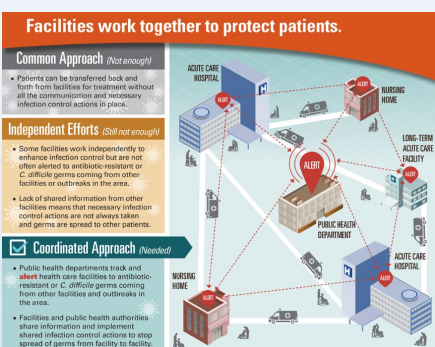 Facilities work together to protect patients.
Common Approach (Not enough)
• Patients can be transferred back and
forth from facilities for treatment without
all the communication and necessary
infection control actions in place.
Independent Efforts (Still not enough)
• Some facilities work independently to
enhance infection control but are not
often alerted to antibiotic-resistant or
C. difficile germs coming from other
facilities or outbreaks in the area.
• Lack of shared information from other
facilities means that necessary infection
control actions are not always taken
and germs are spread to other patients.
Coordinated Approach (Needed)
• Public health departments track and
alert health care facilities to antibiotic-
resistant or C. difficile germs coming
from other facilities and outbreaks in
the area.
• Facilities and public health authorities
share information and implement
shared infection control actions to stop
spread of germs from facility to facility.
ACUTE CARE
HOSPITAL
ALERT
H
ALERT
NURSING
HOME
LONG-TERM
ACUTE CARE
FACILITY
ALERT
ALERT
PUBLIC HEALTH
DEPARTMENT
NURSING
HOME
ALERT
ACUTE CARE
HOSPITAL
H
ALERT